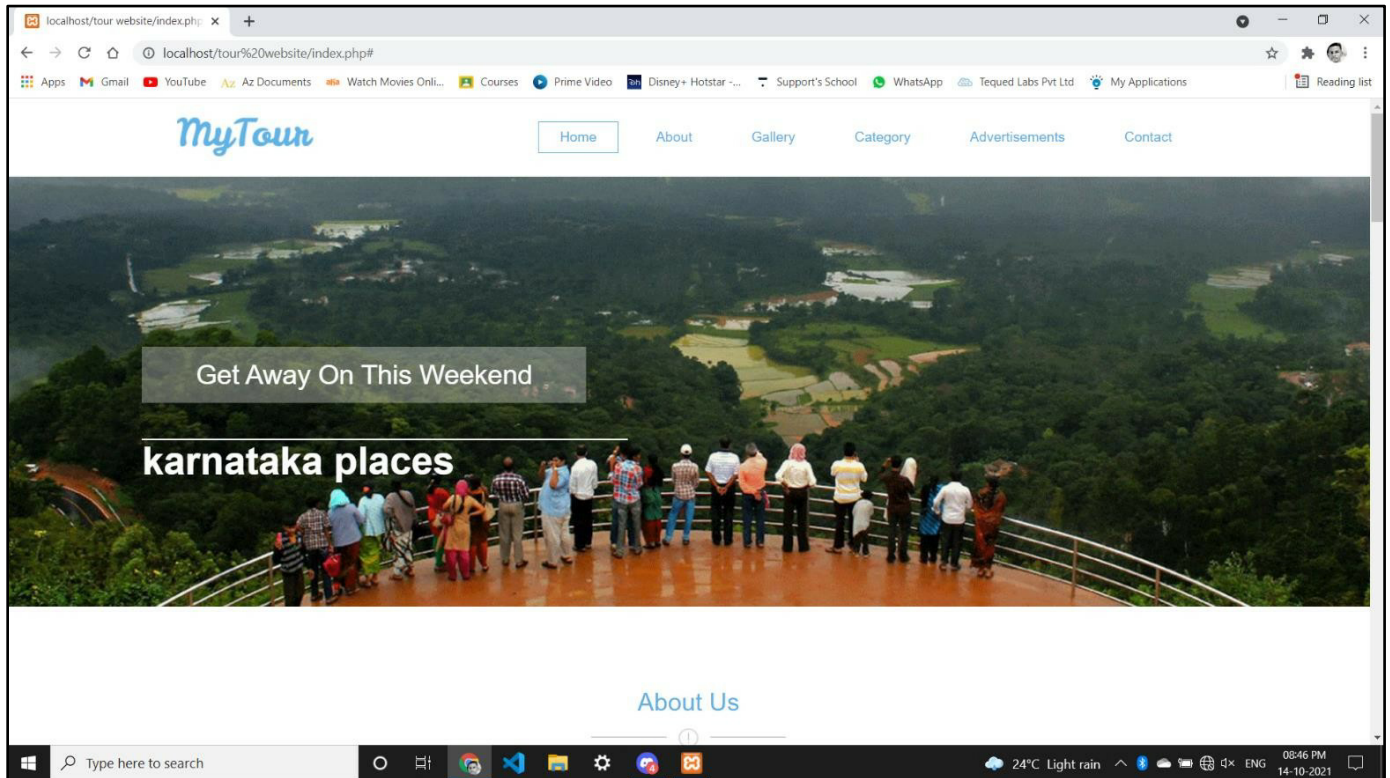 localhost/tour website/index.php
localhost/tour%20website/index.php#
Apps Gmail YouTube Az Az Documents Watch Movies Onli... Courses Prime Video Disney+ Hotstar -... Support's School WhatsApp Tequed Labs Pvt Ltd My Applications Reading list
MyTour Home About Gallery Category Advertisements Contact
Get Away On This Weekend
karnataka places
About Us
Type here to search 24°C Light rain ENG 08:46 PM
14-10-2021